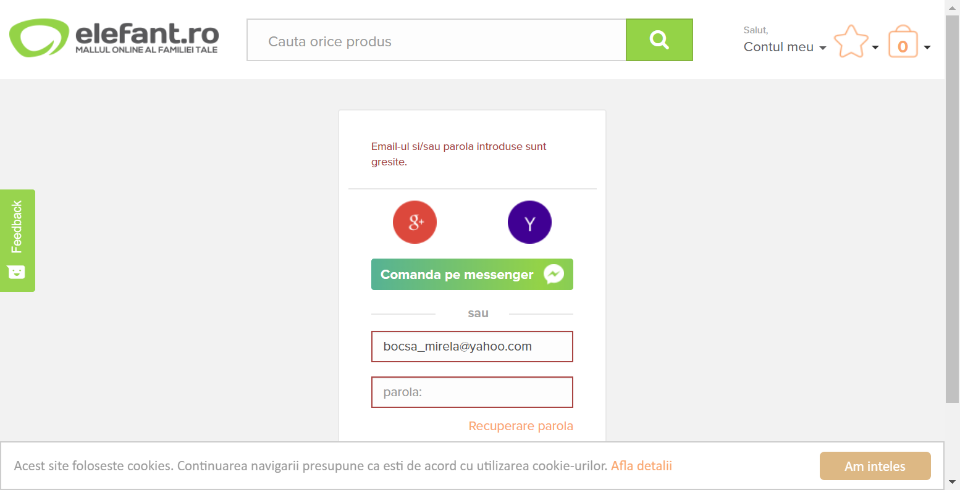 elefant.ro
MALLUL ONLINE AL FAMILIEI TALE
Cauta orice produs
Salut,
Contul meu
0
Email-ul si/sau parola introduse sunt
gresite.
Feedback
g+
Y
Comanda pe messenger
sau
bocsa_mirela@yahoo.com
parola:
Recuperare parola
Acest site foloseste cookies. Continuarea navigarii presupune ca esti de acord cu utilizarea cookie-urilor. Afla detalii
Am inteles